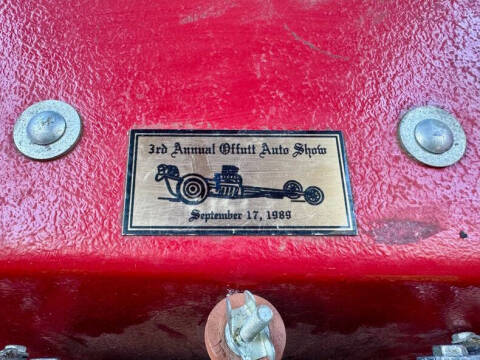 3rd Annual Offutt Auto Show
September 17, 1989